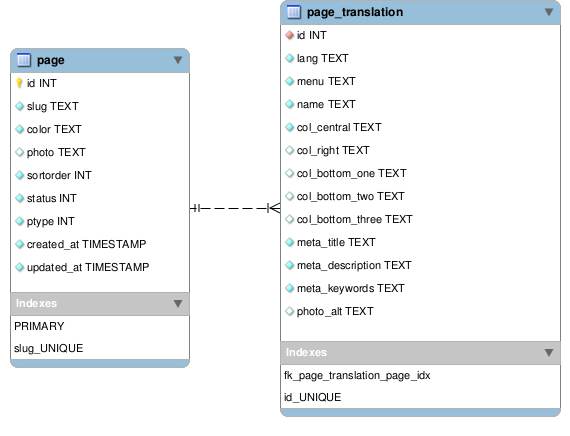 page
id INT
slug TEXT
color TEXT
photo TEXT
sortorder INT
status INT
ptype INT
created_at TIMESTAMP
updated_at TIMESTAMP
Indexes
PRIMARY
slug_UNIQUE
page_translation
id INT
lang TEXT
menu TEXT
name TEXT
col_central TEXT
col_right TEXT
col_bottom_one TEXT
col_bottom_two TEXT
col_bottom_three TEXT
meta_title TEXT
meta_description TEXT
meta_keywords TEXT
photo_alt TEXT
Indexes
fk_page_translation_page_idx
id_UNIQUE